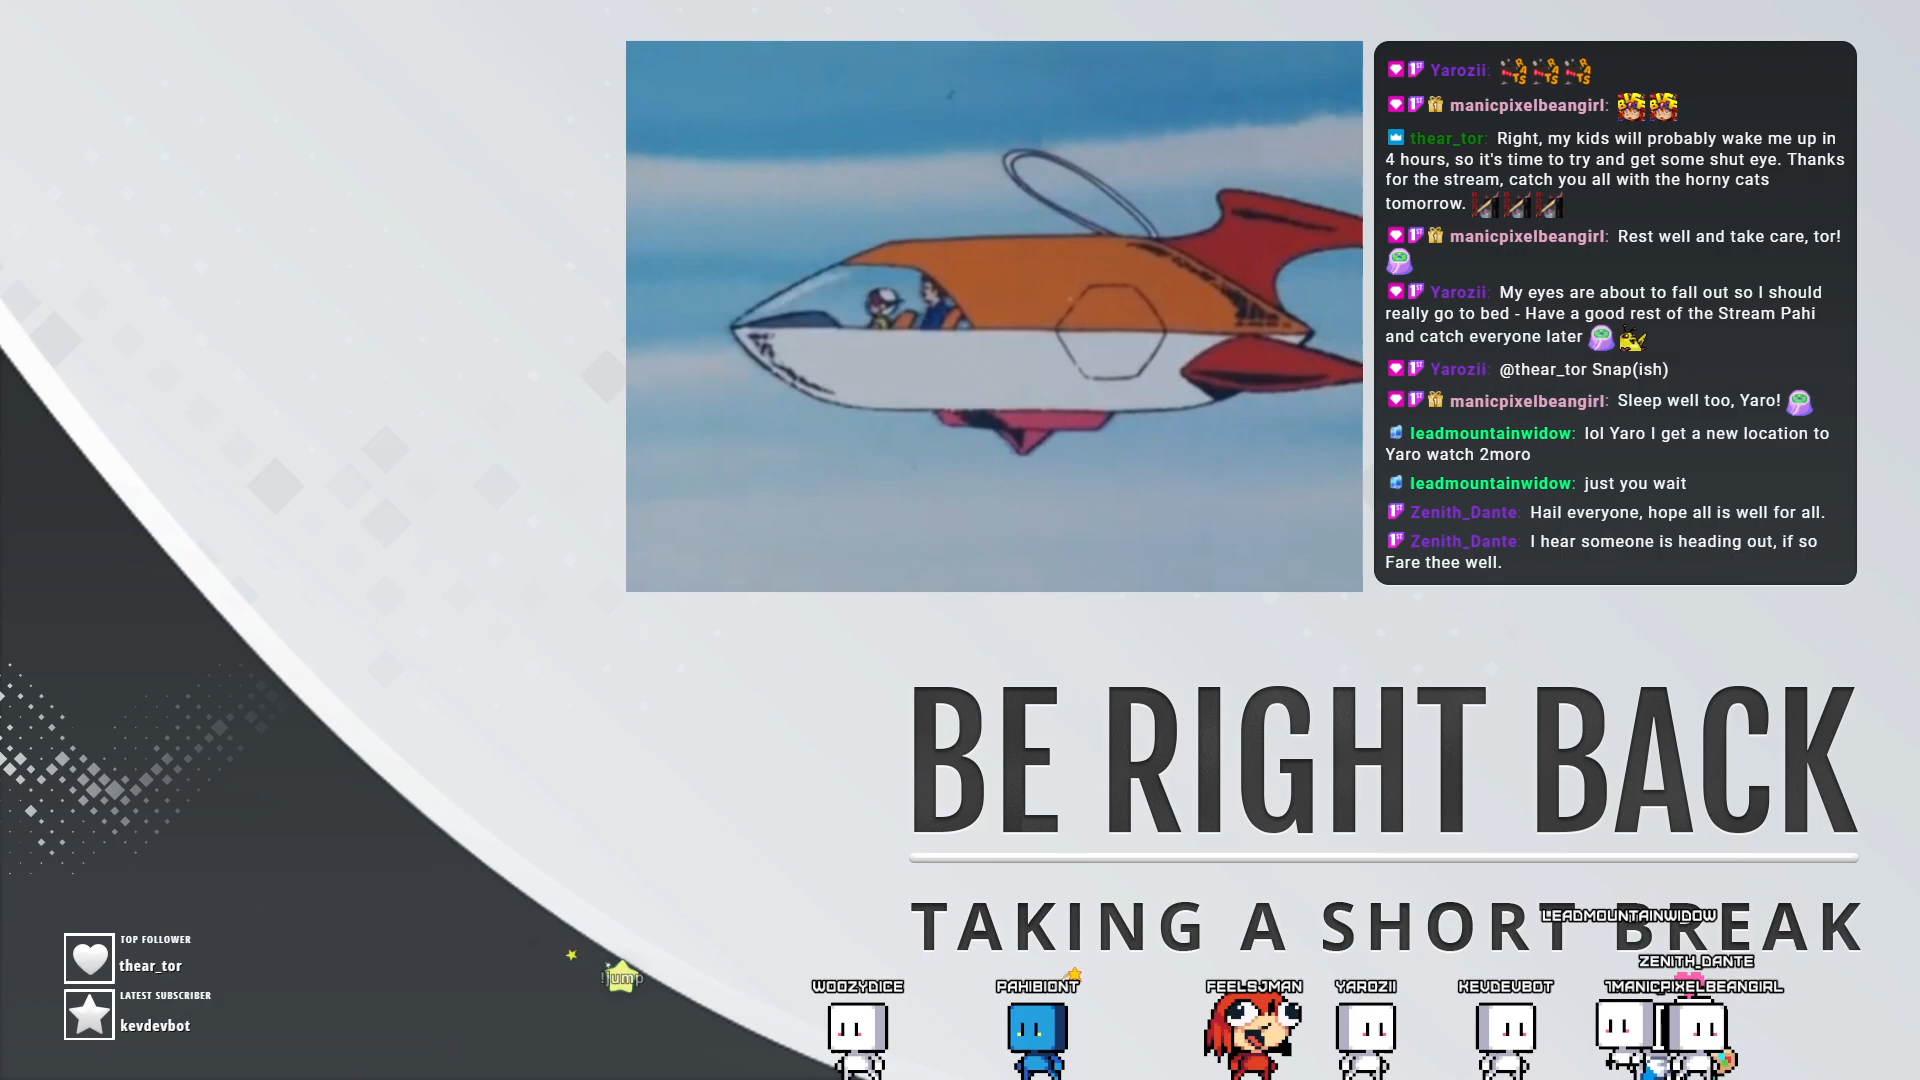 Yarozii:
manicpixelbeangirl:
thear_tor: Right, my kids will probably wake me up in
4 hours, so it's time to try and get some shut eye. Thanks
for the stream, catch you all with the horny cats
tomorrow.
manicpixelbeangirl: Rest well and take care, tor!
Yarozii: My eyes are about to fall out so I should
really go to bed - Have a good rest of the Stream Pahi
and catch everyone later
Yarozii: @thear_tor Snap(ish)
manicpixelbeangirl: Sleep well too, Yaro!
leadmountainwidow: lol Yaro I get a new location to
Yaro watch 2moro
leadmountainwidow: just you wait
Zenith_Dante: Hail everyone, hope all is well for all.
Zenith_Dante: I hear someone is heading out, if so
Fare thee well.
BE RIGHT BACK
TAKING A SHORT BREAK
LEADMOUNTAINWIDOW
ZENITH_DANTE
TOP FOLLOWER
thear_tor
!jump
WOOZYDICE
PAHIBIONT
FEELSJMAN
YAROZII
KEVDEVBOT
MANICPIXELBEANGIRL
LATEST SUBSCRIBER
kevdevbot